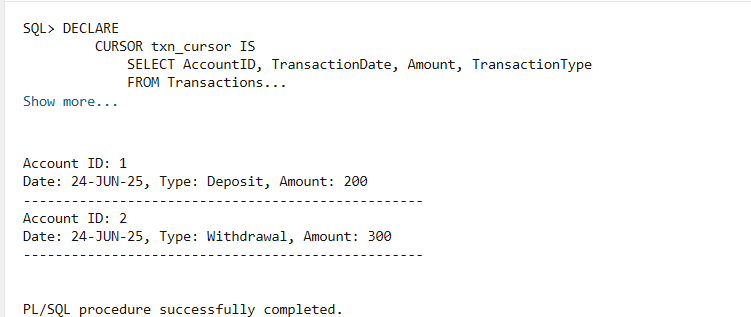 SQL> DECLARE
CURSOR txn_cursor IS
SELECT AccountID, TransactionDate, Amount, TransactionType
FROM Transactions...
Show more...
Account ID: 1
Date: 24-JUN-25, Type: Deposit, Amount: 200
--------------------------------------------------
Account ID: 2
Date: 24-JUN-25, Type: Withdrawal, Amount: 300
--------------------------------------------------
PL/SQL procedure successfully completed.